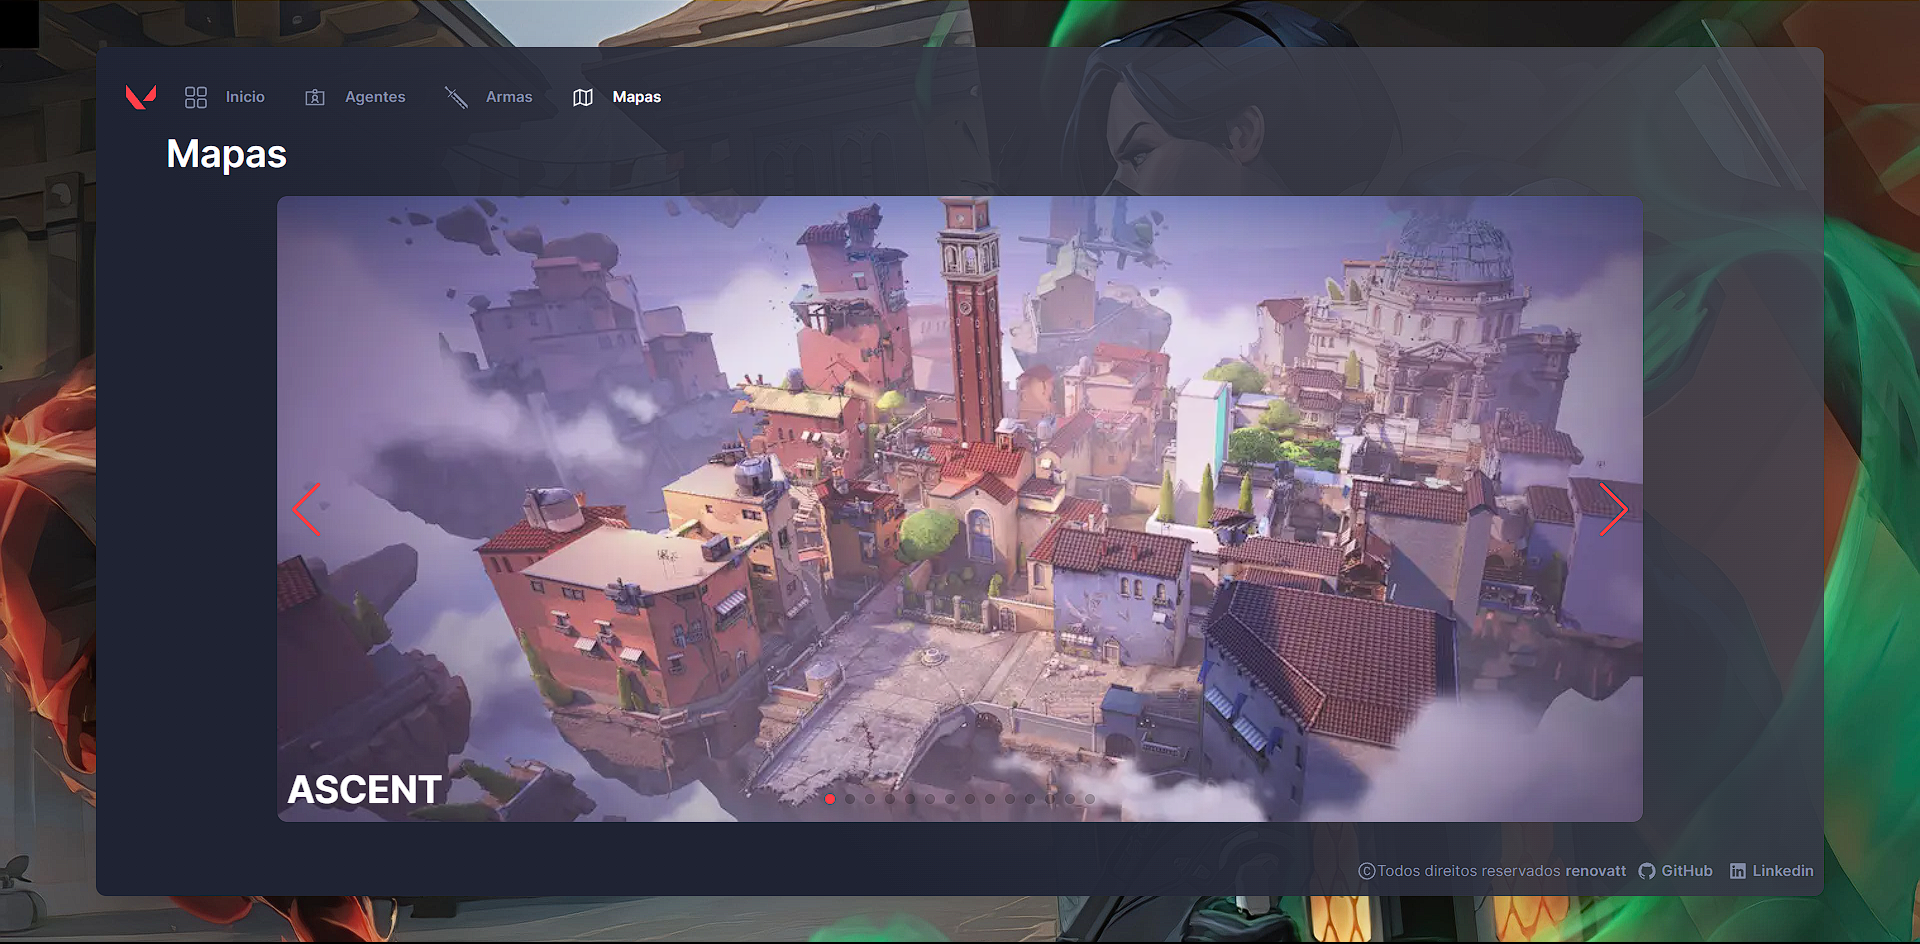 Inicio Agentes Armas Mapas
Mapas
ASCENT
©Todos direitos reservados renovatt GitHub Linkedin